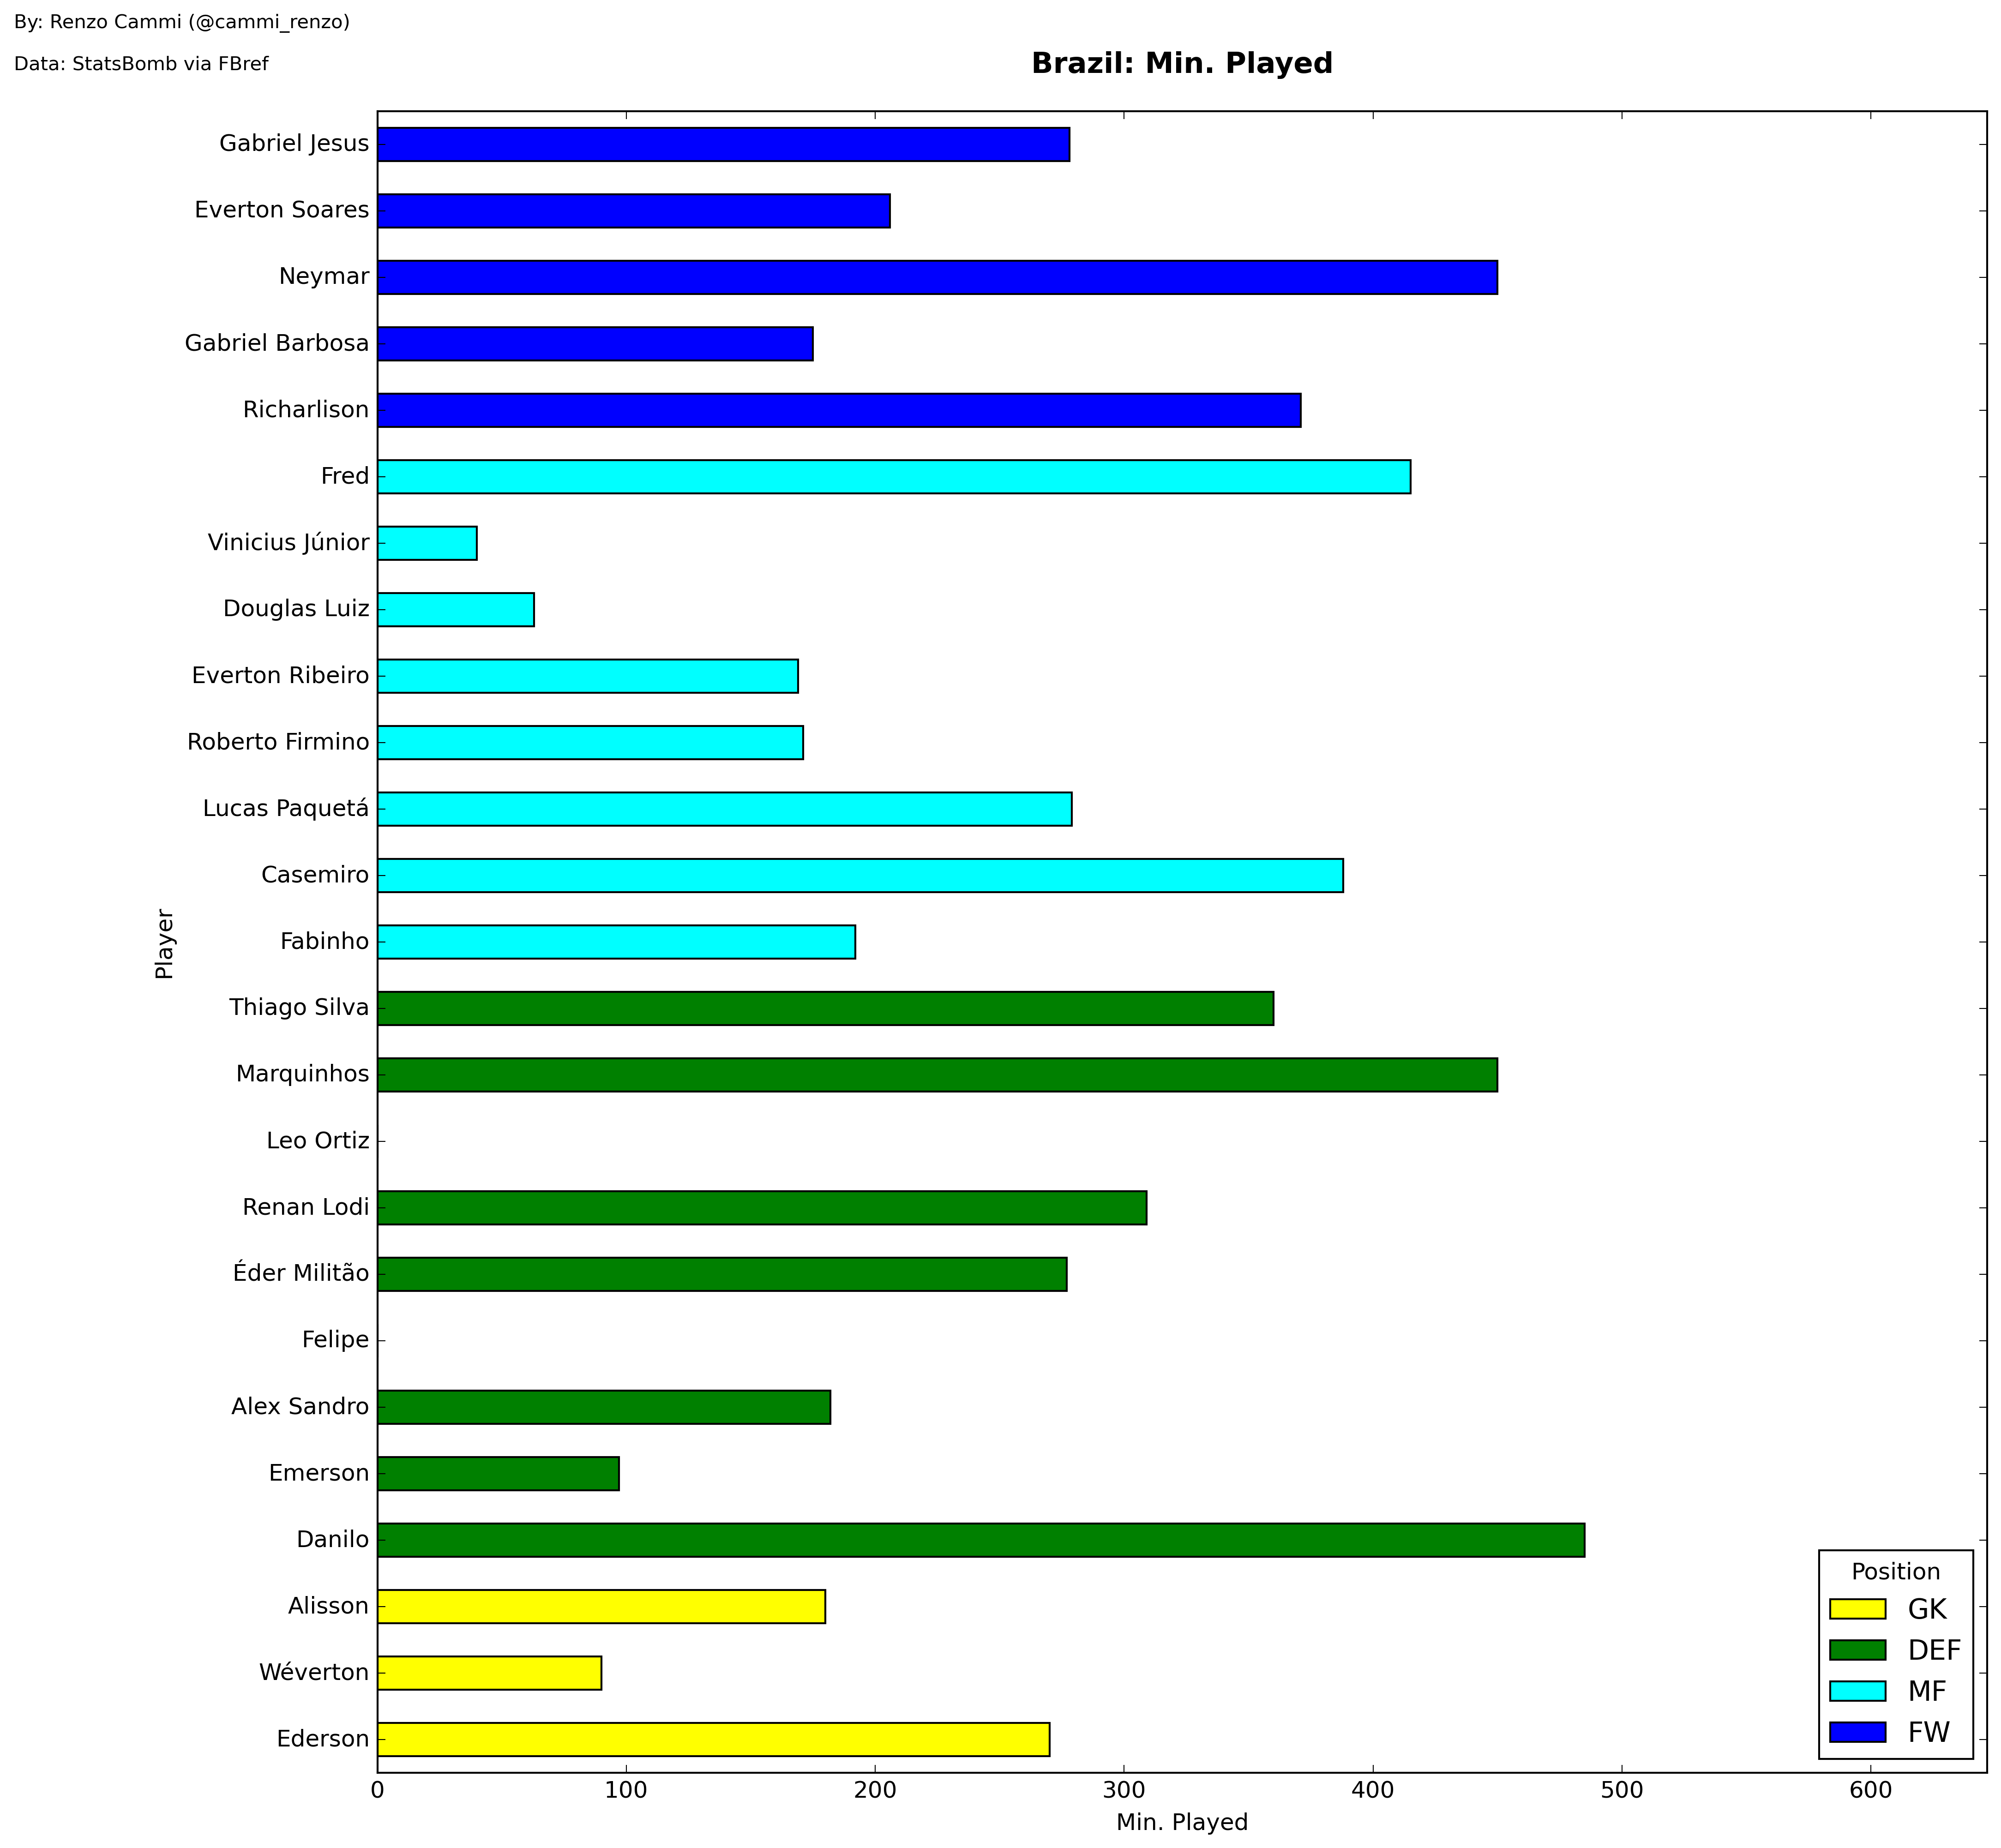 By: Renzo Cammi (@cammi_renzo)
Data: StatsBomb via FBref
Brazil: Min. Played
Gabriel Jesus
Everton Soares
Neymar
Gabriel Barbosa
Richarlison
Fred
Vinicius Júnior
Douglas Luiz
Everton Ribeiro
Roberto Firmino
Lucas Paquetá
Casemiro
Fabinho
Thiago Silva
Marquinhos
Leo Ortiz
Renan Lodi
Éder Militão
Felipe
Alex Sandro
Emerson
Danilo
Alisson
Wéverton
Ederson
Player
0 100 200 300 400 500 600
Min. Played
Position
GK
DEF
MF
FW